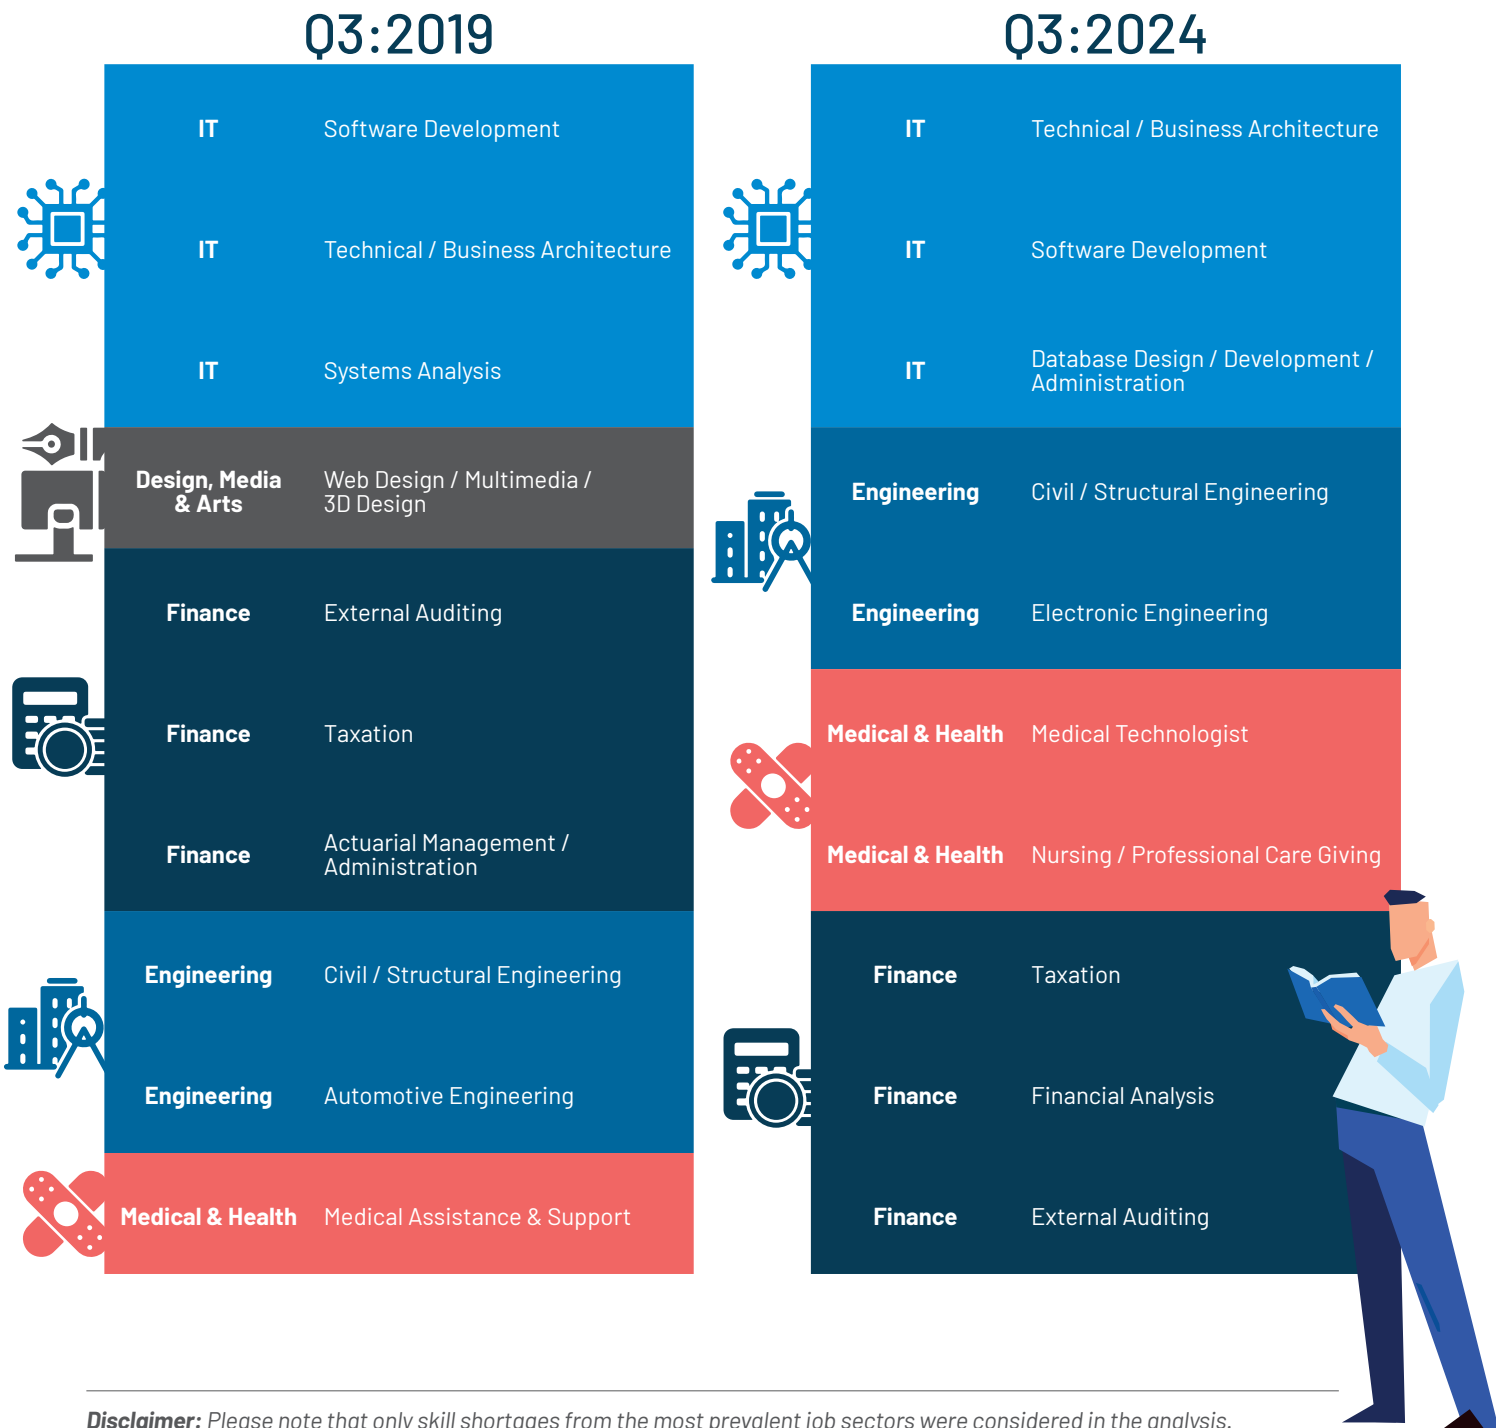 Q3:2019
IT
Software Development
IT
Technical / Business Architecture
IT
Systems Analysis
Design, Media
& Arts
Web Design / Multimedia /
3D Design
Finance
External Auditing
Finance
Taxation
Finance
Actuarial Management /
Administration
Engineering
Civil / Structural Engineering
Engineering
Automotive Engineering
Medical & Health
Medical Assistance & Support
Q3:2024
IT
Technical / Business Architecture
IT
Software Development
IT
Database Design / Development /
Administration
Engineering
Civil / Structural Engineering
Engineering
Electronic Engineering
Medical & Health
Medical Technologist
Medical & Health
Nursing / Professional Care Giving
Finance
Taxation
Finance
Financial Analysis
Finance
External Auditing
Disclaimer: Please note that only skill shortages from the most prevalent job sectors were considered in the analysis.